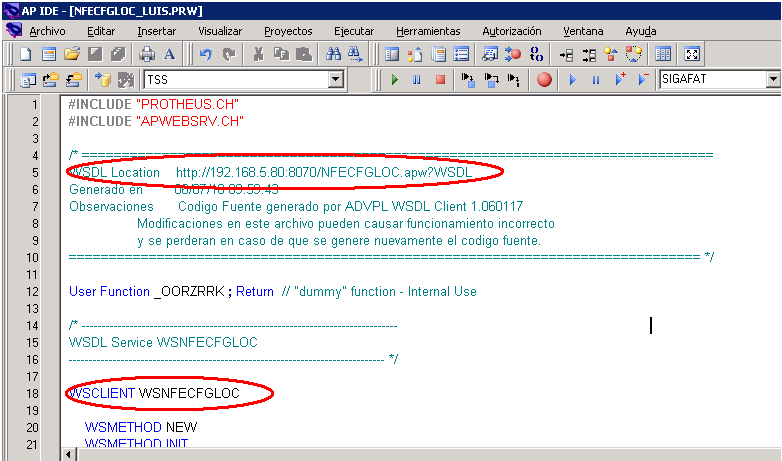 AP IDE - [NFECFGLOC_LUIS.PRW]
Archivo Editar Insertar Visualizar Proyectos Ejecutar Herramientas Autorización Ventana Ayuda
TSS SIGAFAT
1 #INCLUDE "PROTHEUS.CH"
2 #INCLUDE "APWEBSRV.CH"
3
4 /* ===============================================================================
5 WSDL Location http://192.168.5.80:8070/NFECFGLOC.apw?WSDL
6 Generado en 06/07/18 09:59:43
7 Observaciones Codigo Fuente generado por ADVPL WSDL Client 1.060117
8 Modificaciones en este archivo pueden causar funcionamiento incorrecto
9 y se perderan en caso de que se genere nuevamente el codigo fuente.
10 =============================================================================== */
11
12 User Function _OORZRRK ; Return // "dummy" function - Internal Use
13
14 /* -------------------------------------------------------------------------------
15 WSDL Service WSNFECFGLOC
16 ------------------------------------------------------------------------------- */
17
18 WSCLIENT WSNFECFGLOC
19
20 WSMETHOD NEW
21 WSMETHOD INIT